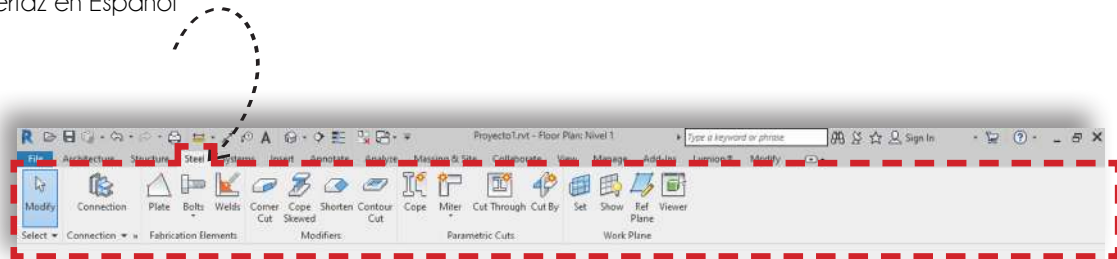 en Español
Proyecto1.rvt - Floor Plan: Nivel 1
Type a keyword or phrase
Sign In
File Architecture Structure Steel Systems Insert Annotate Analyze Massing & Site Collaborate View Manage Add-Ins Lumion® Modify
Modify Connection Plate Bolts Welds Corner Cut Cope Skewed Shorten Contour Cut Cope Miter Cut Through Cut By Set Show Ref Plane Viewer
Select Connection Fabrication Elements Modifiers Parametric Cuts Work Plane